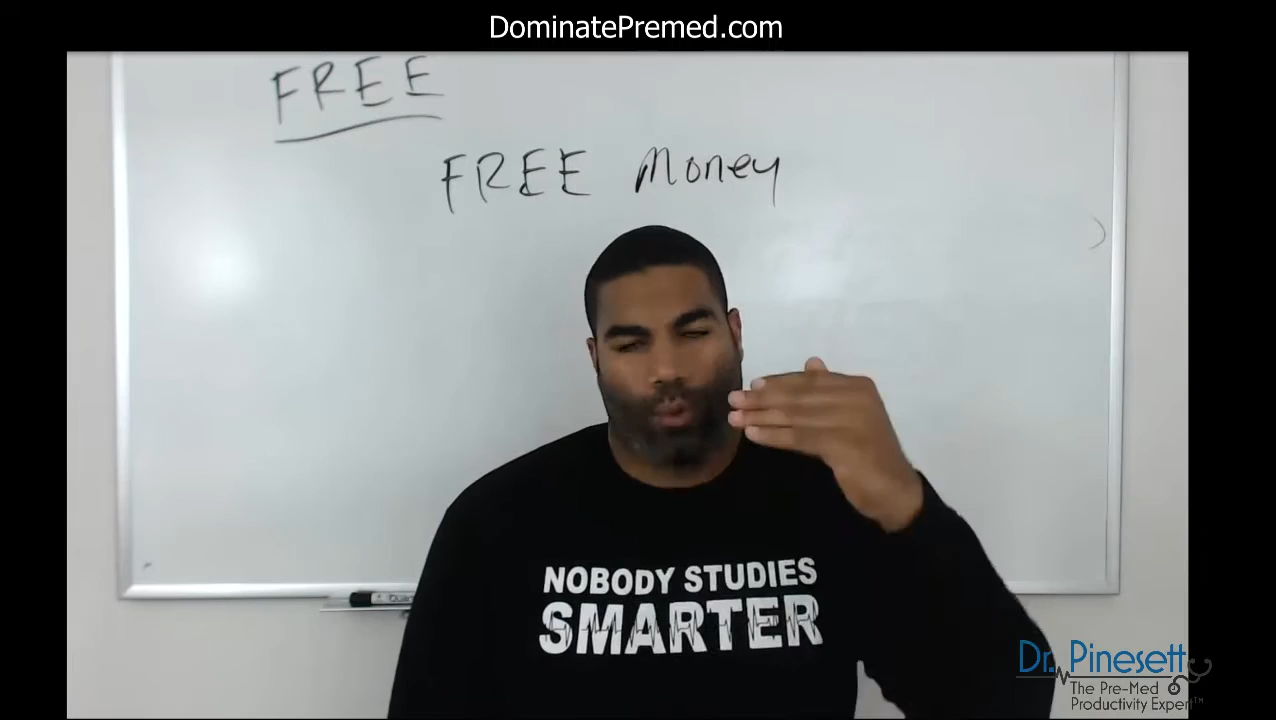 DominatePremed.com
FREE
FREE Money
NOBODY STUDIES
SMARTER
Dr. Pinesett
The Pre-Med
Productivity Expert™